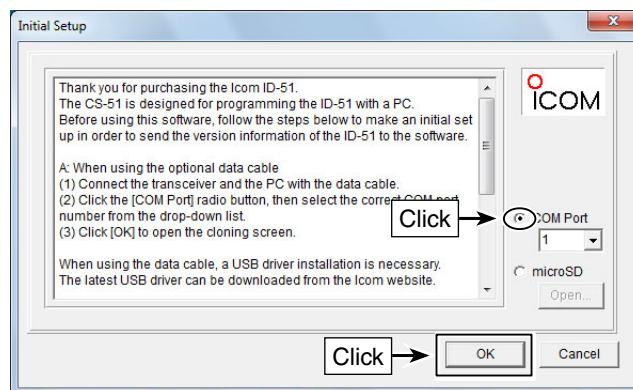 Initial Setup
Thank you for purchasing the Icom ID-51.
The CS-51 is designed for programming the ID-51 with a PC.
Before using this software, follow the steps below to make an initial set
up in order to send the version information of the ID-51 to the software.
A: When using the optional data cable
(1) Connect the transceiver and the PC with the data cable.
(2) Click the [COM Port] radio button, then select the correct COM port
number from the drop-down list.
(3) Click [OK] to open the cloning screen.
When using the data cable, a USB driver installation is necessary.
The latest USB driver can be downloaded from the Icom website.
ICOM
Click
COM Port
1
microSD
Open...
Click
OK
Cancel